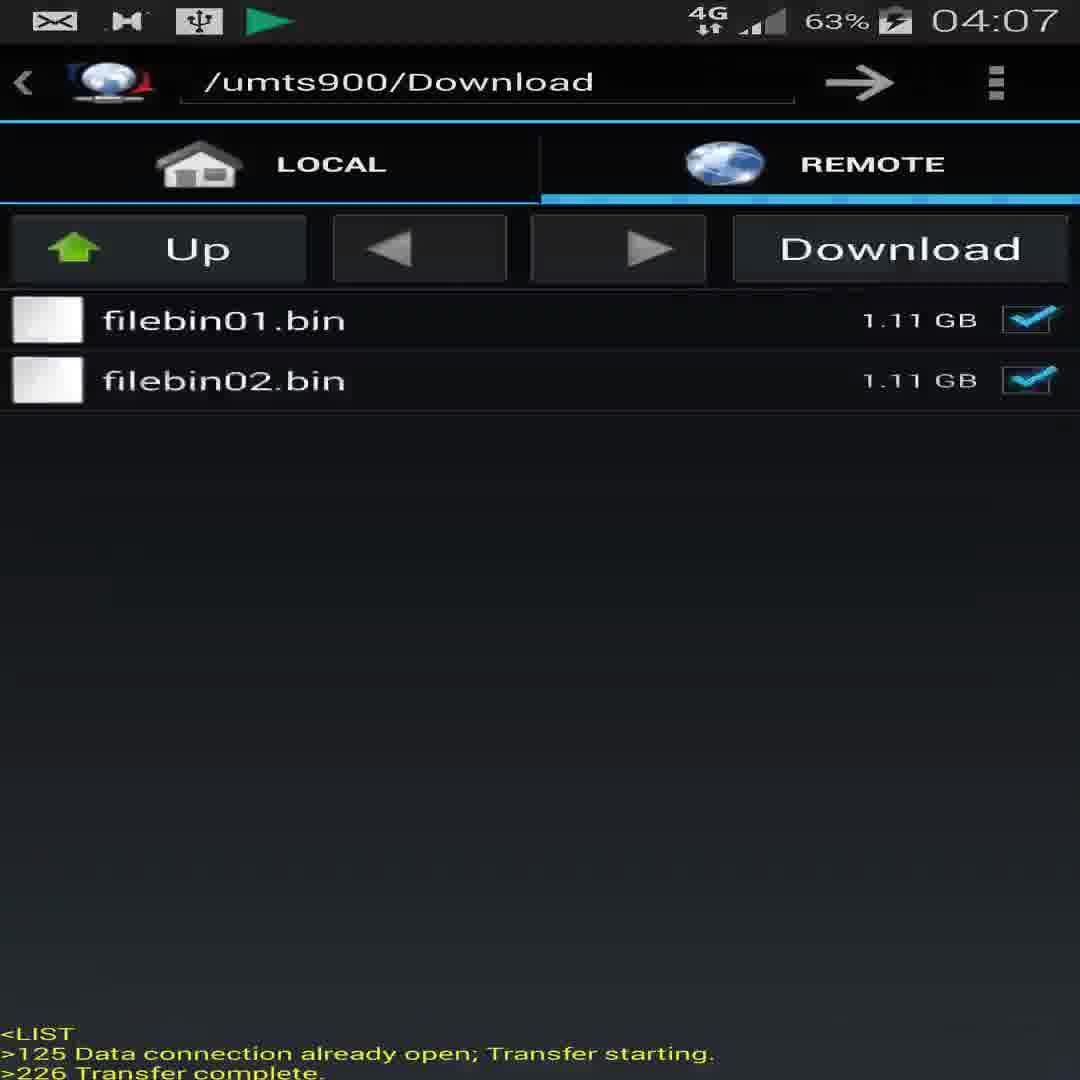 4G 63% 04:07
/umts900/Download
LOCAL REMOTE
Up Download
filebin01.bin 1.11 GB
filebin02.bin 1.11 GB
<LIST
>125 Data connection already open; Transfer starting.
>226 Transfer complete.